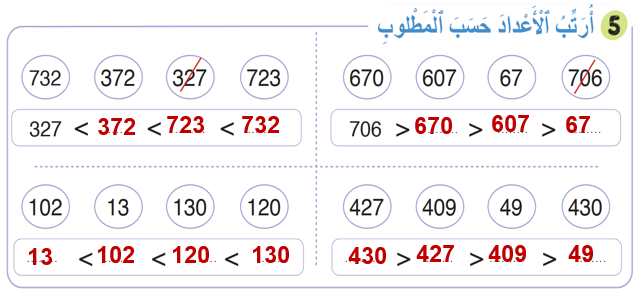 5 أُرَتِّبُ ٱلْأَعْدادَ حَسَبَ ٱلْمَطْلوبِ
732 372 327 723
327 < 372 < 723 < 732
670 607 67 706
706 > 670 > 607 > 67
102 13 130 120
13 < 102 < 120 < 130
427 409 49 430
430 > 427 > 409 > 49